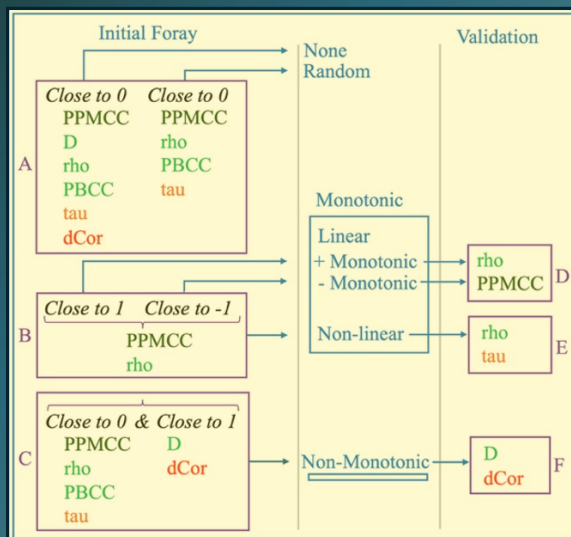 Initial Foray
Validation
None
Random
Close to 0 Close to 0
PPMCC PPMCC
D rho
rho PBCC
PBCC tau
tau
dCor
A
Monotonic
Linear
+ Monotonic
- Monotonic
Non-linear
rho
PPMCC
D
Close to 1 Close to -1
PPMCC
rho
B
rho
tau
E
Close to 0 & Close to 1
PPMCC D
rho dCor
PBCC
tau
C
Non-Monotonic
D
dCor
F